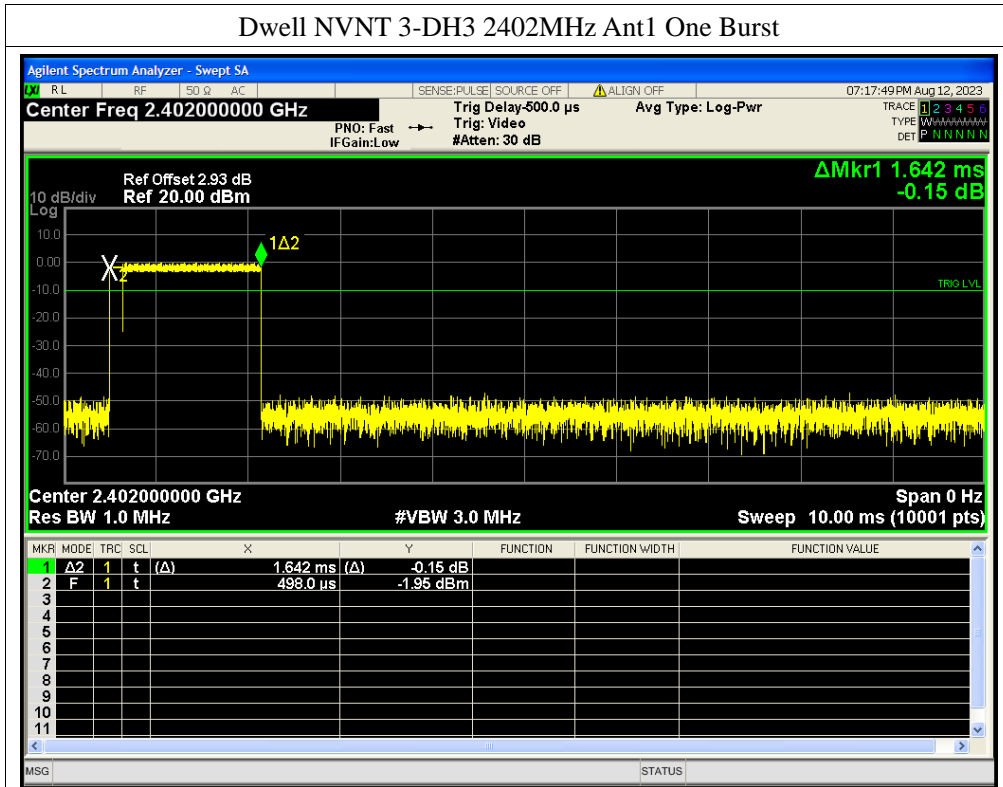 Dwell NVNT 3-DH3 2402MHz Ant1 One Burst
Agilent Spectrum Analyzer - Swept SA
LXI RL RF 50 Ω AC SENSE:PULSE SOURCE OFF ALIGN OFF 07:17:49 PM Aug 12, 2023
Center Freq 2.402000000 GHz Trig Delay-500.0 µs Avg Type: Log-Pwr TRACE 1 2 3 4 5 6
PNO: Fast Trig: Video TYPE WWWWWW
IFGain:Low #Atten: 30 dB DET P N N N N N
ΔMkr1 1.642 ms
Ref Offset 2.93 dB
10 dB/div Ref 20.00 dBm -0.15 dB
Log
10.0
1Δ2
0.00
2
-10.0
TRIG LVL
-20.0
-30.0
-40.0
-50.0
-60.0
-70.0
Center 2.402000000 GHz Span 0 Hz
Res BW 1.0 MHz #VBW 3.0 MHz Sweep 10.00 ms (10001 pts)
MKR MODE TRC SCL X Y FUNCTION FUNCTION WIDTH FUNCTION VALUE
1 Δ2 1 t (Δ) 1.642 ms (Δ) -0.15 dB
2 F 1 t 498.0 µs -1.95 dBm
3
4
5
6
7
8
9
10
11
MSG STATUS